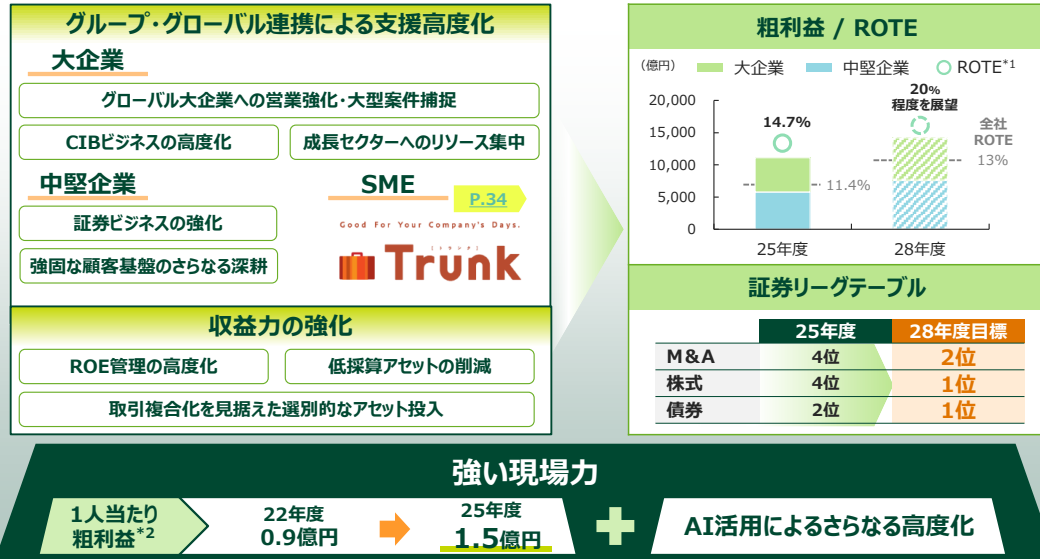 グループ・グローバル連携による支援高度化
大企業
グローバル大企業への営業強化・大型案件捕捉
CIBビジネスの高度化
成長セクターへのリソース集中
中堅企業
証券ビジネスの強化
強固な顧客基盤のさらなる深耕
SME
P.34
Good For Your Company's Days.
[トランク]
Trunk
収益力の強化
ROE管理の高度化
低採算アセットの削減
取引複合化を見据えた選別的なアセット投入
粗利益 / ROTE
(億円)
大企業
中堅企業
ROTE*1
20,000
15,000
10,000
5,000
0
14.7%
11.4%
20%
程度を展望
全社
ROTE
13%
25年度
28年度
証券リーグテーブル
25年度 28年度目標
M&A 4位 2位
株式 4位 1位
債券 2位 1位
強い現場力
1人当たり
粗利益*2
22年度
0.9億円
25年度
1.5億円
AI活用によるさらなる高度化